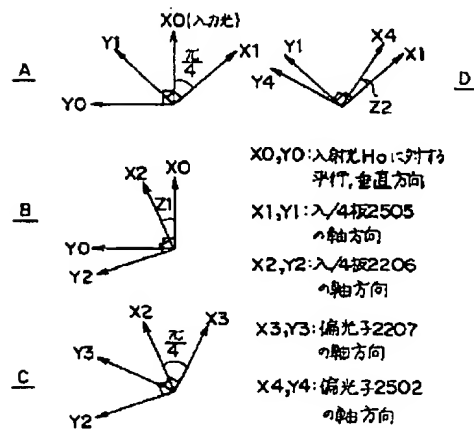 A
Y1
X0(入力光)
π/4
X1
Y0
Y1
X4
X1
Y4
Z2
D
B
X2
X0
Z1
Y0
Y2
C
X2
π/4
X3
Y3
Y2
X0,Y0:入射光Hoに対する
平行,垂直方向
X1,Y1:λ/4板2505
の軸方向
X2,Y2:λ/4板2206
の軸方向
X3,Y3:偏光子2207
の軸方向
X4,Y4:偏光子2502
の軸方向